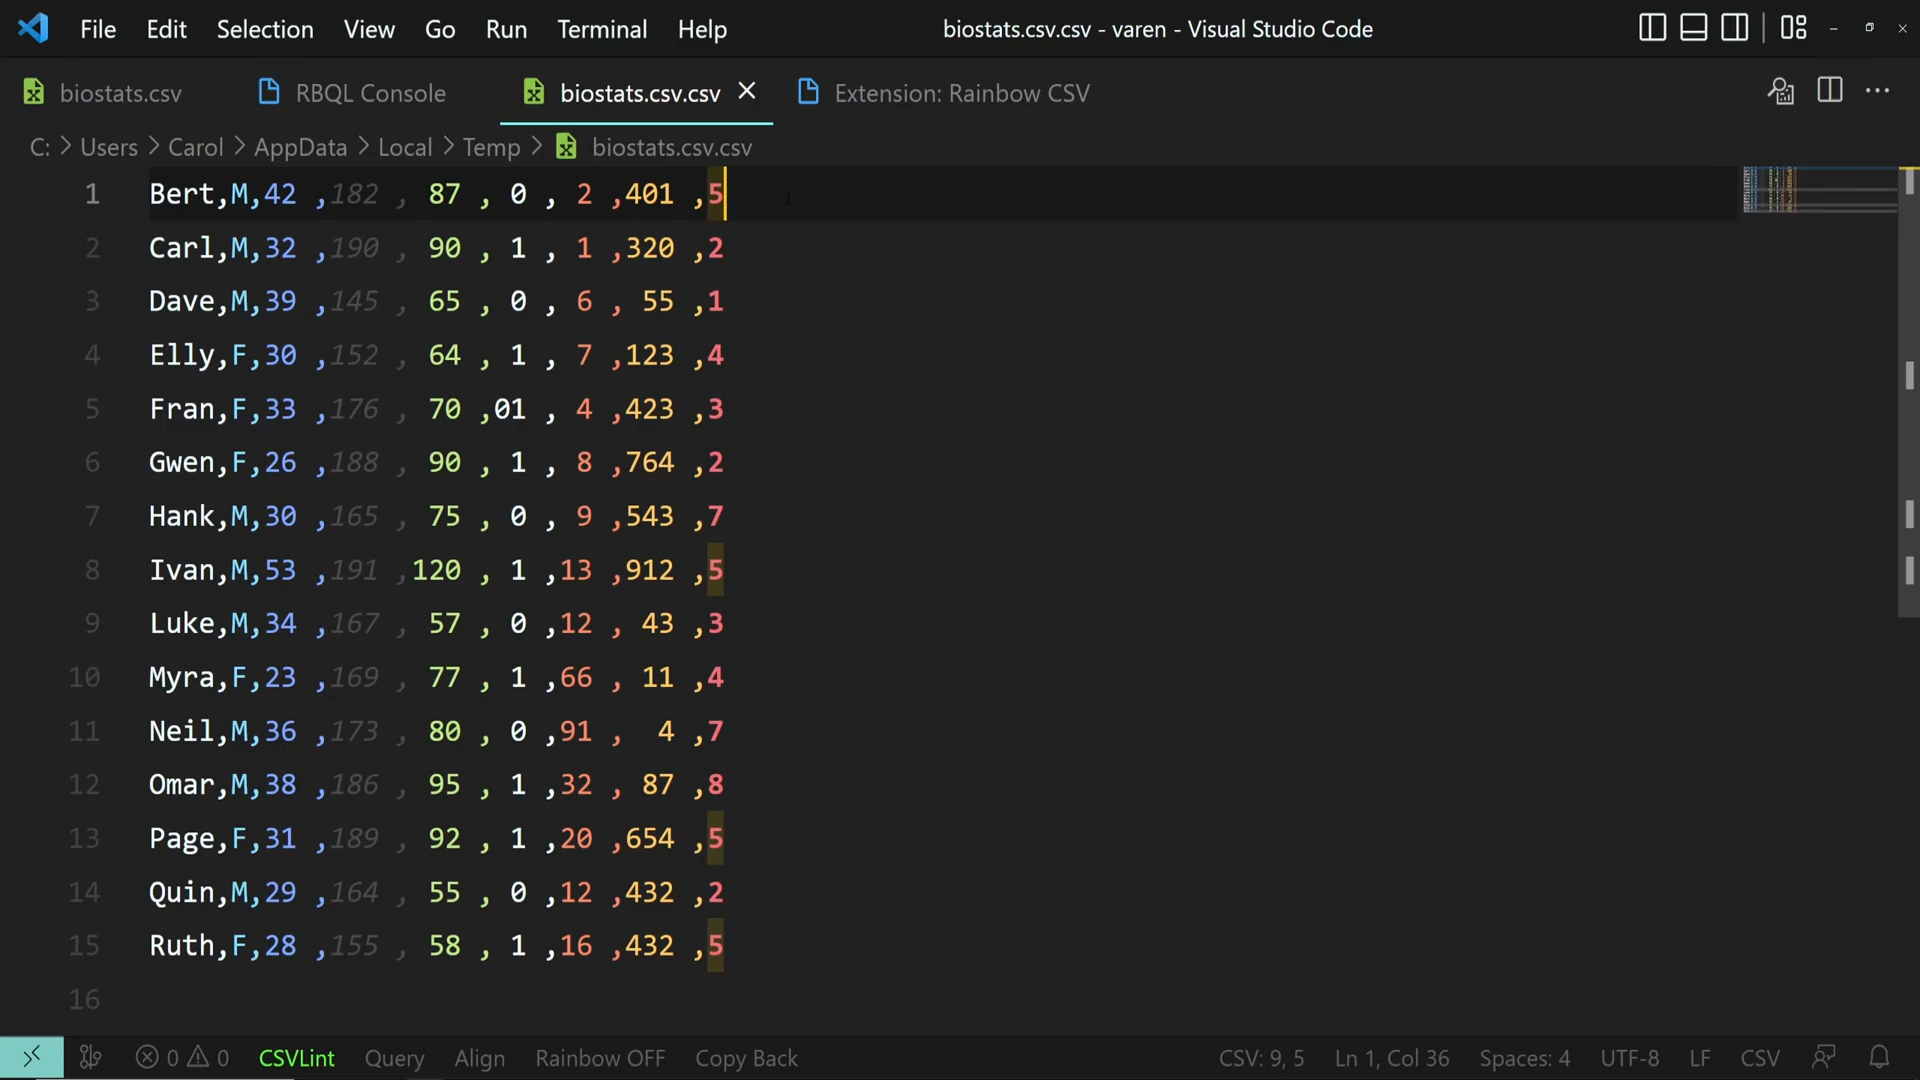 File Edit Selection View Go Run Terminal Help biostats.csv.csv - varen - Visual Studio Code
biostats.csv RBQL Console biostats.csv.csv Extension: Rainbow CSV
C: > Users > Carol > AppData > Local > Temp > biostats.csv.csv
1 Bert,M,42 ,182 , 87 , 0 , 2 ,401 ,5
2 Carl,M,32 ,190 , 90 , 1 , 1 ,320 ,2
3 Dave,M,39 ,145 , 65 , 0 , 6 , 55 ,1
4 Elly,F,30 ,152 , 64 , 1 , 7 ,123 ,4
5 Fran,F,33 ,176 , 70 ,01 , 4 ,423 ,3
6 Gwen,F,26 ,188 , 90 , 1 , 8 ,764 ,2
7 Hank,M,30 ,165 , 75 , 0 , 9 ,543 ,7
8 Ivan,M,53 ,191 ,120 , 1 ,13 ,912 ,5
9 Luke,M,34 ,167 , 57 , 0 ,12 , 43 ,3
10 Myra,F,23 ,169 , 77 , 1 ,66 , 11 ,4
11 Neil,M,36 ,173 , 80 , 0 ,91 ,  4 ,7
12 Omar,M,38 ,186 , 95 , 1 ,32 , 87 ,8
13 Page,F,31 ,189 , 92 , 1 ,20 ,654 ,5
14 Quin,M,29 ,164 , 55 , 0 ,12 ,432 ,2
15 Ruth,F,28 ,155 , 58 , 1 ,16 ,432 ,5
16
0 0 CSVLint Query Align Rainbow OFF Copy Back CSV: 9, 5 Ln 1, Col 36 Spaces: 4 UTF-8 LF CSV